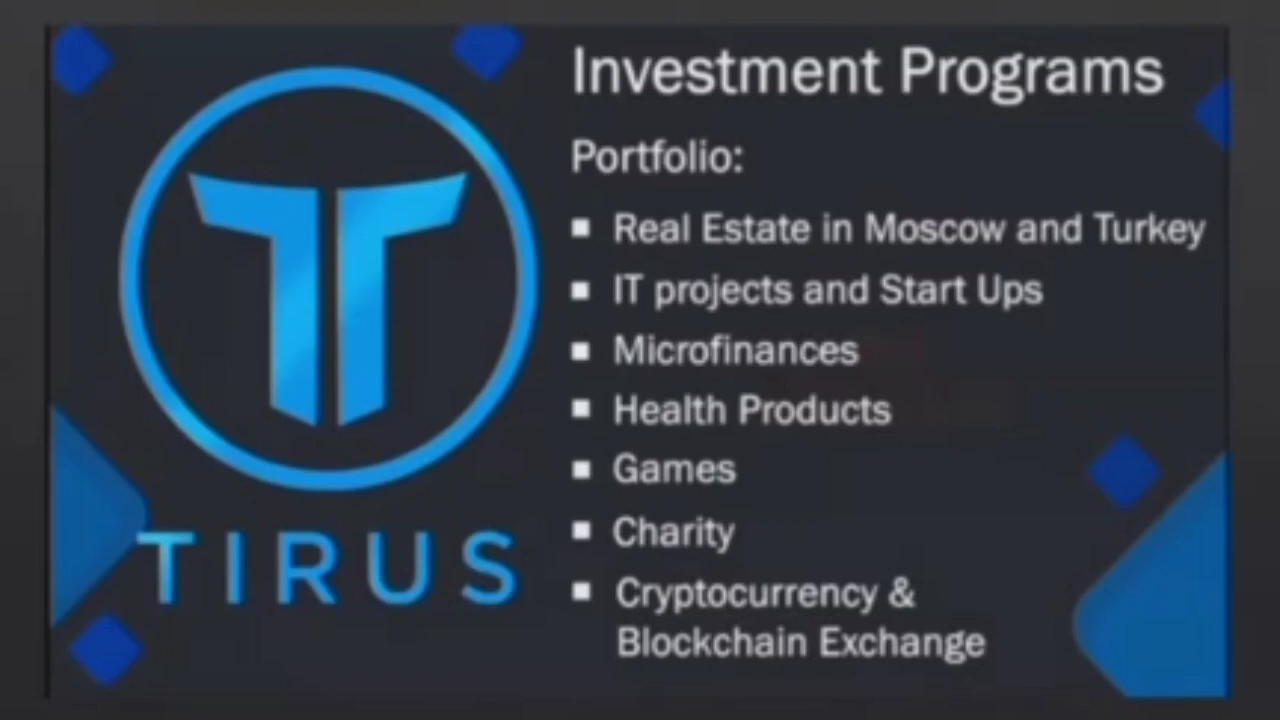 Investment Programs
Portfolio:
Real Estate in Moscow and Turkey
IT projects and Start Ups
Microfinances
Health Products
Games
Charity
Cryptocurrency &
Blockchain Exchange
TIRUS